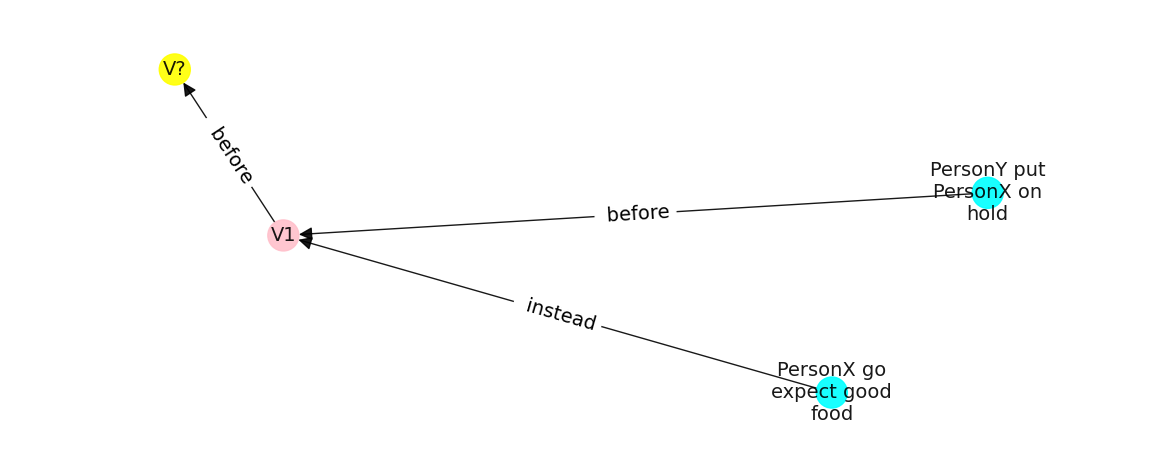 V?
before
PersonY put
PersonX on
hold
before
V1
instead
PersonX go
expect good
food